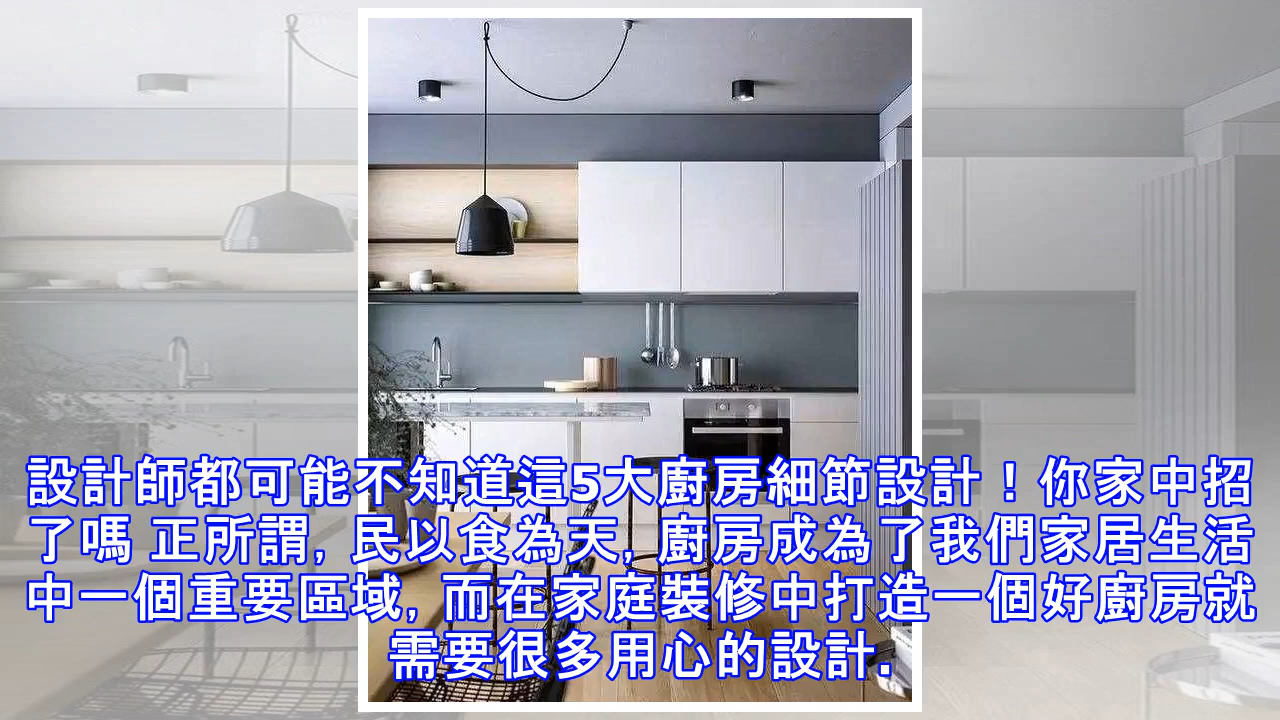 設計師都可能不知道這5大廚房細節設計！你家中招
了嗎 正所謂, 民以食為天, 廚房成為了我們家居生活
中一個重要區域, 而在家庭裝修中打造一個好廚房就
需要很多用心的設計.